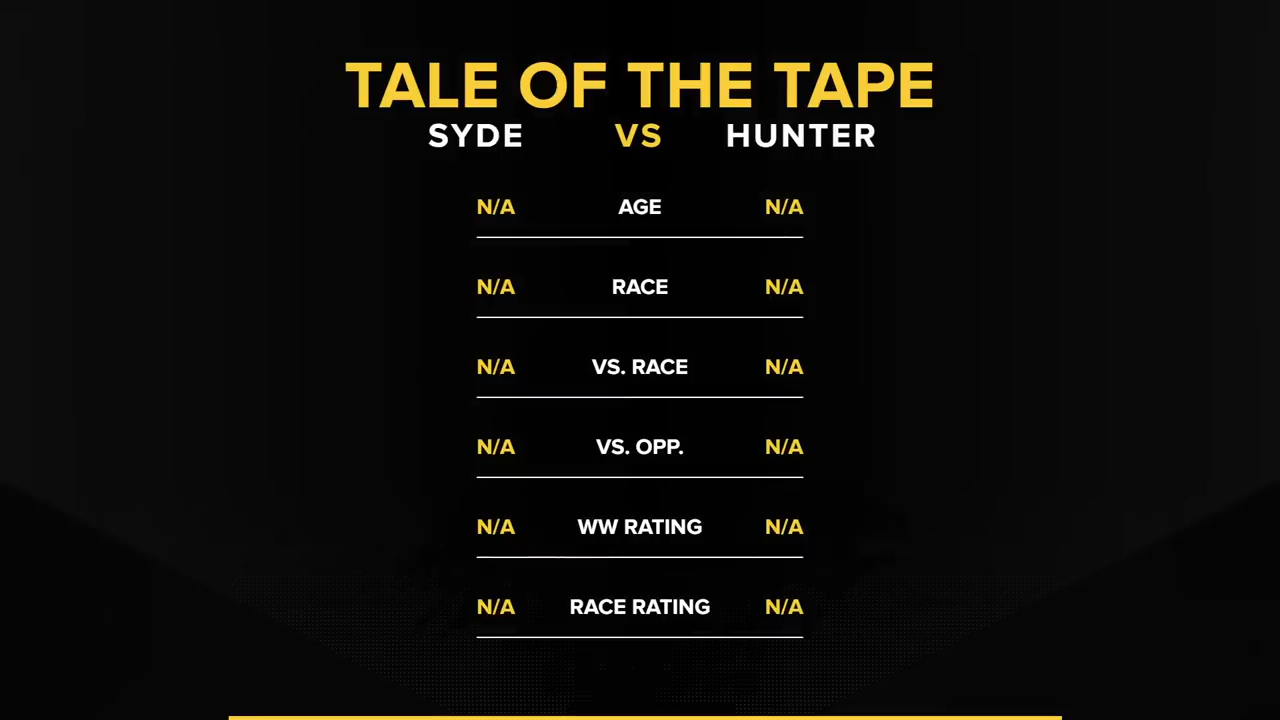 TALE OF THE TAPE
SYDE VS HUNTER
N/A AGE N/A
N/A RACE N/A
N/A VS. RACE N/A
N/A VS. OPP. N/A
N/A WW RATING N/A
N/A RACE RATING N/A